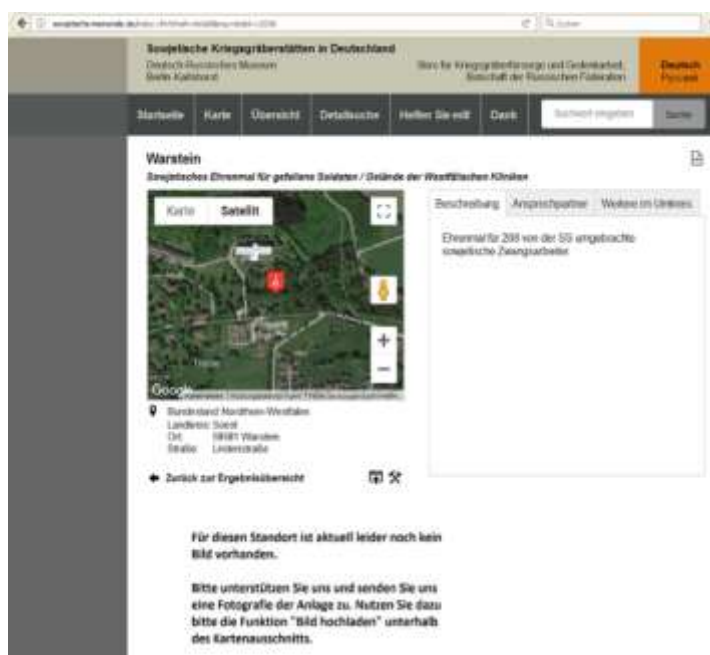 Sowjetische Kriegsgräberstätten in Deutschland
Deutsch-Russisches Museum
Berlin-Karlshorst
Büro für Kriegsgräberfürsorge und Gedenkarbeit,
Botschaft der Russischen Föderation
Deutsch
Русский
Startseite Karte Übersicht Detailsuche Helfen Sie mit! Dank Suchwort eingeben Suche
Warstein
Sowjetisches Ehrenmal für gefallene Soldaten / Gelände der Westfälischen Kliniken
Karte Satellit
Google
Bundesland: Nordrhein-Westfalen
Landkreis: Soest
Ort: Warstein
Straße: Lindenstraße
Zurück zur Ergebnisübersicht
Beschreibung Ansprechpartner Weitere im Umkreis
Ehrenmal für 208 von der SS umgebrachte
sowjetische Zwangsarbeiter.
Für diesen Standort ist aktuell leider noch kein
Bild vorhanden.
Bitte unterstützen Sie uns und senden Sie uns
eine Fotografie der Anlage zu. Nutzen Sie dazu
bitte die Funktion "Bild hochladen" unterhalb
des Kartenausschnitts.